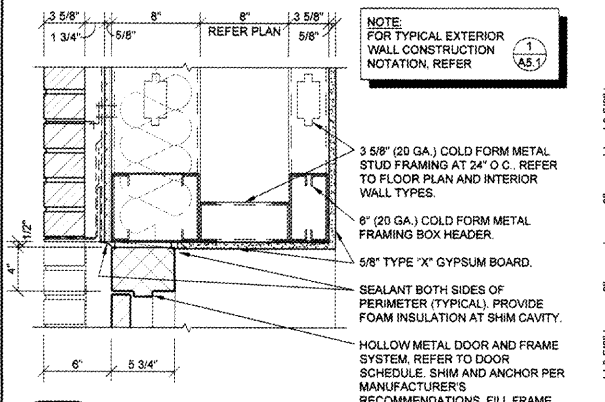 3 5/8"
8"
8"
3 5/8"
1 3/4"
5/8"
REFER PLAN
5/8"
NOTE:
FOR TYPICAL EXTERIOR
WALL CONSTRUCTION
NOTATION, REFER
1
A5.1
3 5/8" (20 GA.) COLD FORM METAL
STUD FRAMING AT 24" O.C.. REFER
TO FLOOR PLAN AND INTERIOR
WALL TYPES.
6" (20 GA.) COLD FORM METAL
FRAMING BOX HEADER.
1/2"
5/8" TYPE "X" GYPSUM BOARD.
4"
SEALANT BOTH SIDES OF
PERIMETER (TYPICAL). PROVIDE
FOAM INSULATION AT SHIM CAVITY.
HOLLOW METAL DOOR AND FRAME
SYSTEM, REFER TO DOOR
SCHEDULE. SHIM AND ANCHOR PER
MANUFACTURER'S
RECOMMENDATIONS. FILL FRAME
6"
5 3/4"